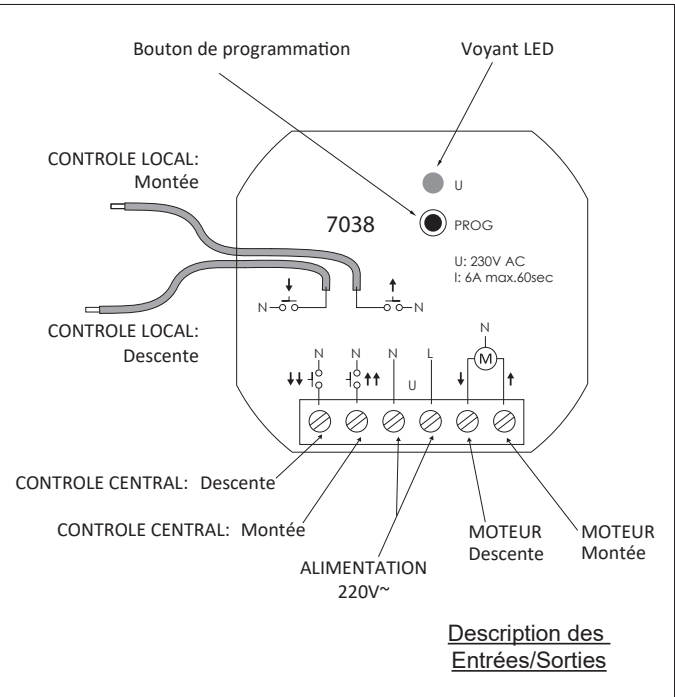 Bouton de programmation
Voyant LED
CONTROLE LOCAL:
Montée
U
7038
PROG
U: 230V AC
I: 6A max.60sec
N
N
CONTROLE LOCAL:
Descente
N
N
N
N
L
M
U
CONTROLE CENTRAL: Descente
CONTROLE CENTRAL: Montée
MOTEUR
Descente
MOTEUR
Montée
ALIMENTATION
220V~
Description des
Entrées/Sorties